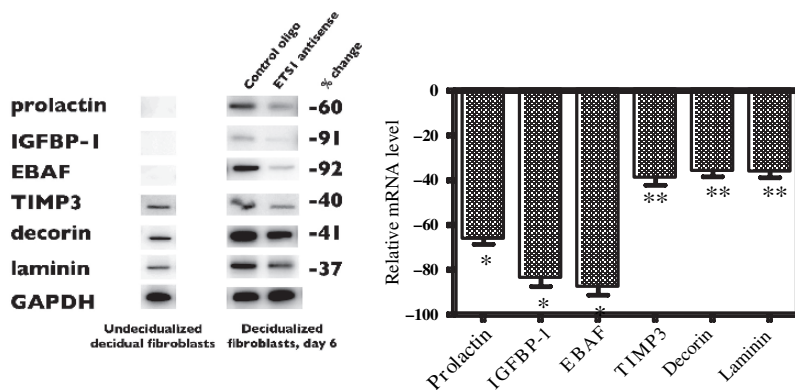 Control oligo
ETS1 antisense
% change
prolactin -60
IGFBP-1 -91
EBAF -92
TIMP3 -40
decorin -41
laminin -37
GAPDH
Undecidualized
decidual fibroblasts
Decidualized
fibroblasts, day 6
Relative mRNA level
0
−20
−40
−60
−80
−100
*
*
*
**
**
**
Prolactin
IGFBP-1
EBAF
TIMP3
Decorin
Laminin